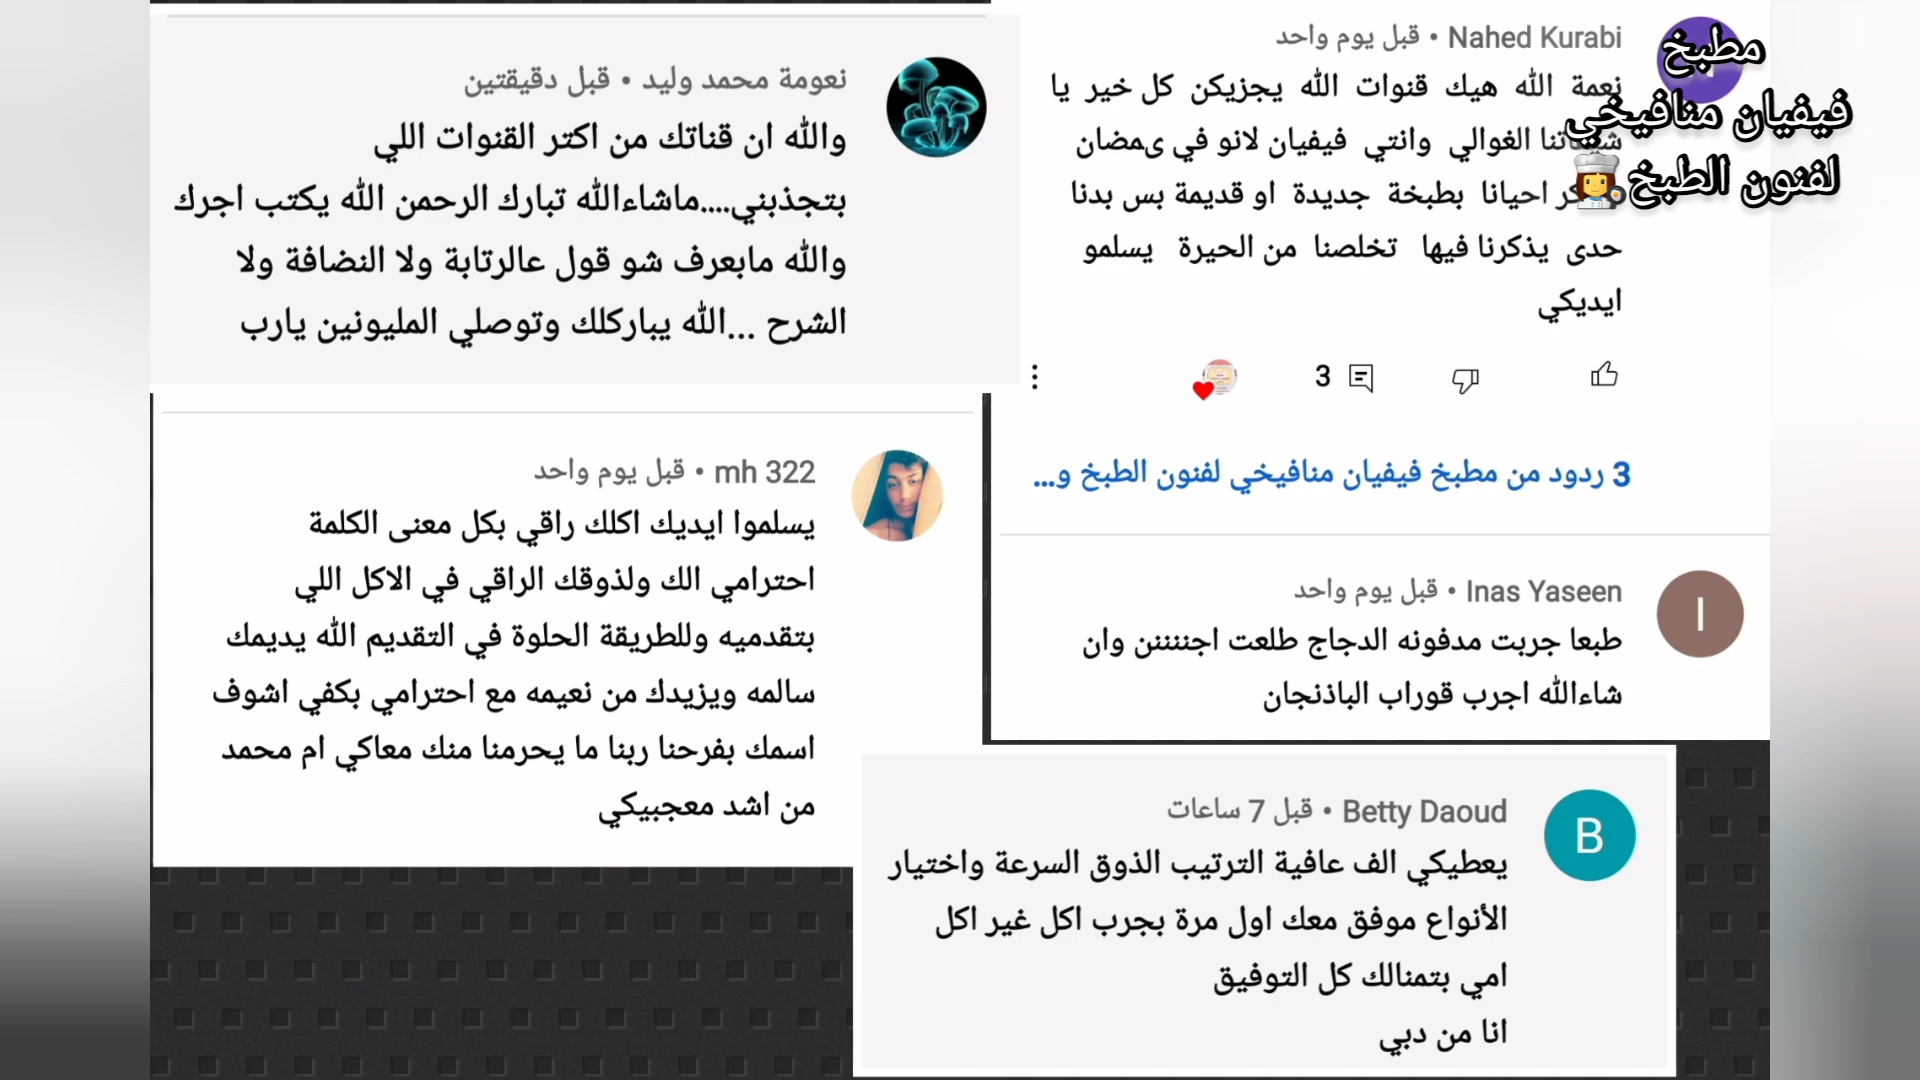 مطبخ
فيفيان منافيخي
لفنون الطبخ
Nahed Kurabi • قبل يوم واحد
نعمة الله هيك قنوات الله يجزيكن كل خير يا
الغوالي وانتي فيفيان لانو في ىمضان
احيانا بطبخة جديدة او قديمة بس بدنا
حدى يذكرنا فيها تخلصنا من الحيرة يسلمو
ايديكي
3
3 ردود من مطبخ فيفيان منافيخي لفنون الطبخ و...
I
Inas Yaseen • قبل يوم واحد
طبعا جربت مدفونه الدجاج طلعت اجننننن وان
شاءالله اجرب قوراب الباذنجان
نعومة محمد وليد • قبل دقيقتين
والله ان قناتك من اكتر القنوات اللي
بتجذبني....ماشاءالله تبارك الرحمن الله يكتب اجرك
والله مابعرف شو قول عالرتابة ولا النضافة ولا
الشرح ...الله يباركلك وتوصلي المليونين يارب
mh 322 • قبل يوم واحد
يسلموا ايديك اكلك راقي بكل معنى الكلمة
احترامي الك ولذوقك الراقي في الاكل اللي
بتقدميه وللطريقة الحلوة في التقديم الله يديمك
سالمه ويزيدك من نعيمه مع احترامي بكفي اشوف
اسمك بفرحنا ربنا ما يحرمنا منك معاكي ام محمد
من اشد معجبيكي
B
Betty Daoud • قبل 7 ساعات
يعطيكي الف عافية الترتيب الذوق السرعة واختيار
الأنواع موفق معك اول مرة بجرب اكل غير اكل
امي بتمنالك كل التوفيق
انا من دبي